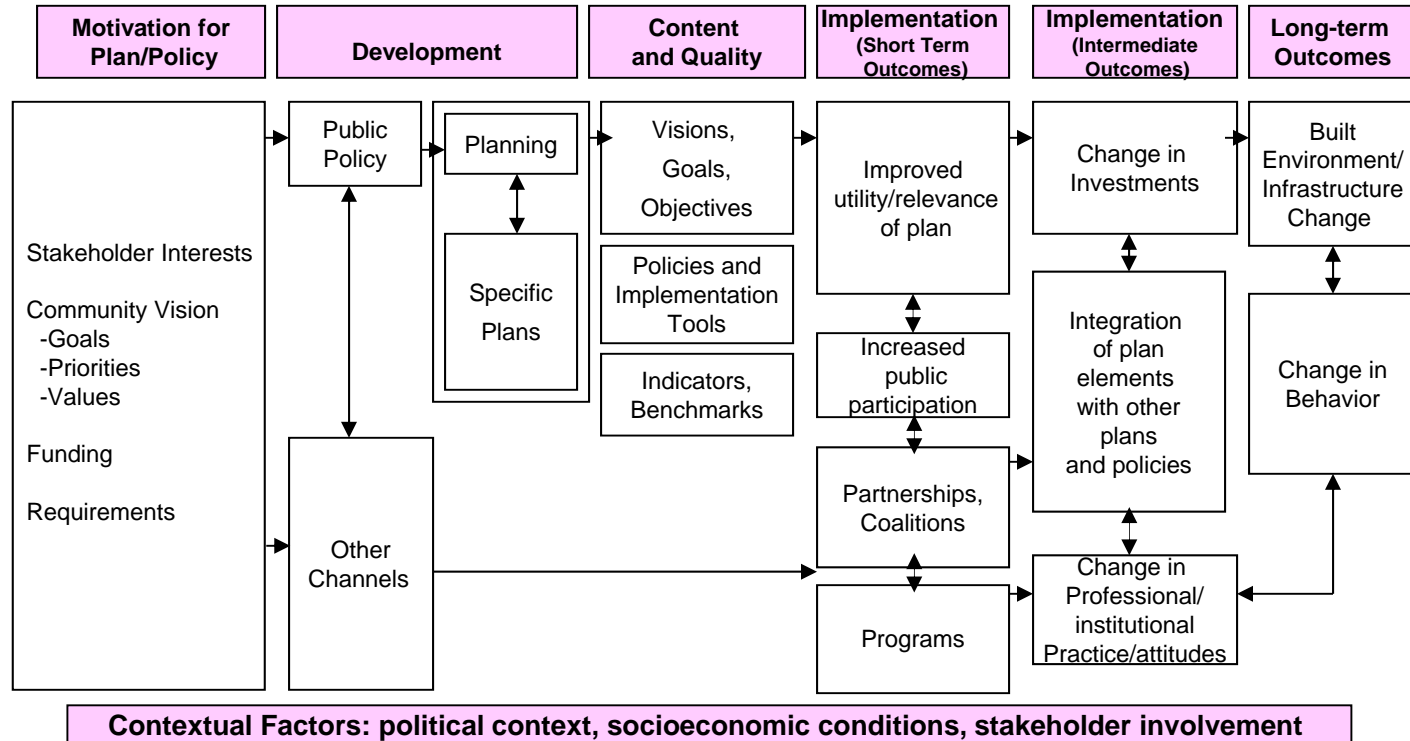 Motivation for
Plan/Policy
Development
Content
and Quality
Implementation
(Short Term
Outcomes)
Implementation
(Intermediate
Outcomes)
Long-term
Outcomes
Stakeholder Interests
Community Vision
-Goals
-Priorities
-Values
Funding
Requirements
Public
Policy
Other
Channels
Planning
Specific
Plans
Visions,
Goals,
Objectives
Policies and
Implementation
Tools
Indicators,
Benchmarks
Improved
utility/relevance
of plan
Increased
public
participation
Partnerships,
Coalitions
Programs
Change in
Investments
Integration
of plan
elements
with other
plans
and policies
Change in
Professional/
institutional
Practice/attitudes
Built
Environment/
Infrastructure
Change
Change in
Behavior
Contextual Factors: political context, socioeconomic conditions, stakeholder involvement